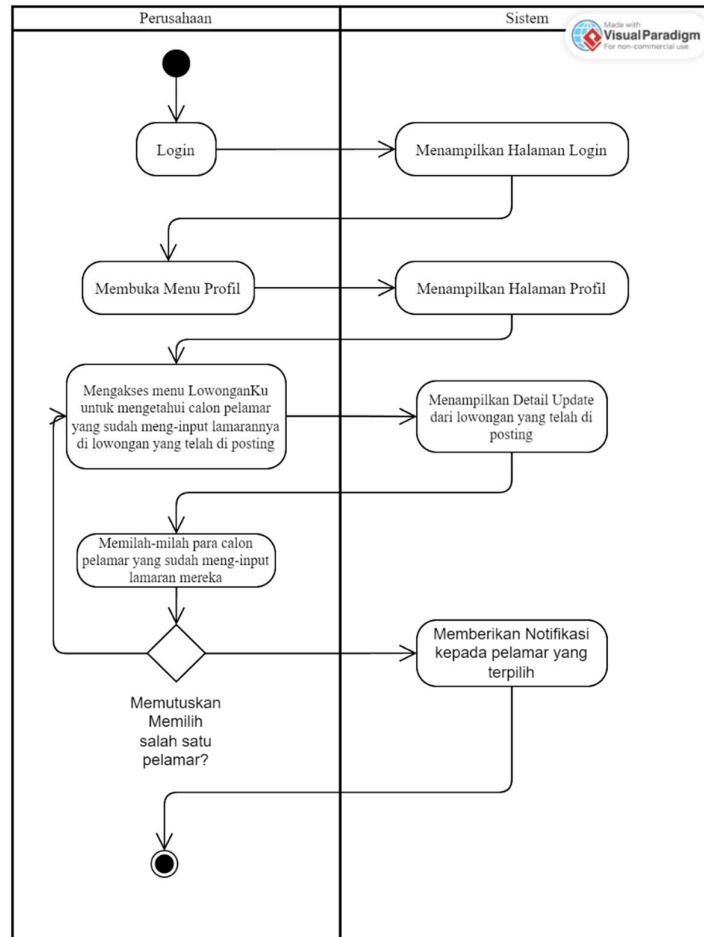 Perusahaan
Sistem
Made with
Visual Paradigm
For non-commercial use
Login
Menampilkan Halaman Login
Membuka Menu Profil
Menampilkan Halaman Profil
Mengakses menu LowonganKu
untuk mengetahui calon pelamar
yang sudah meng-input lamarannya
di lowongan yang telah di posting
Menampilkan Detail Update
dari lowongan yang telah di
posting
Memilah-milah para calon
pelamar yang sudah meng-input
lamaran mereka
Memberikan Notifikasi
kepada pelamar yang
terpilih
Memutuskan
Memilih
salah satu
pelamar?